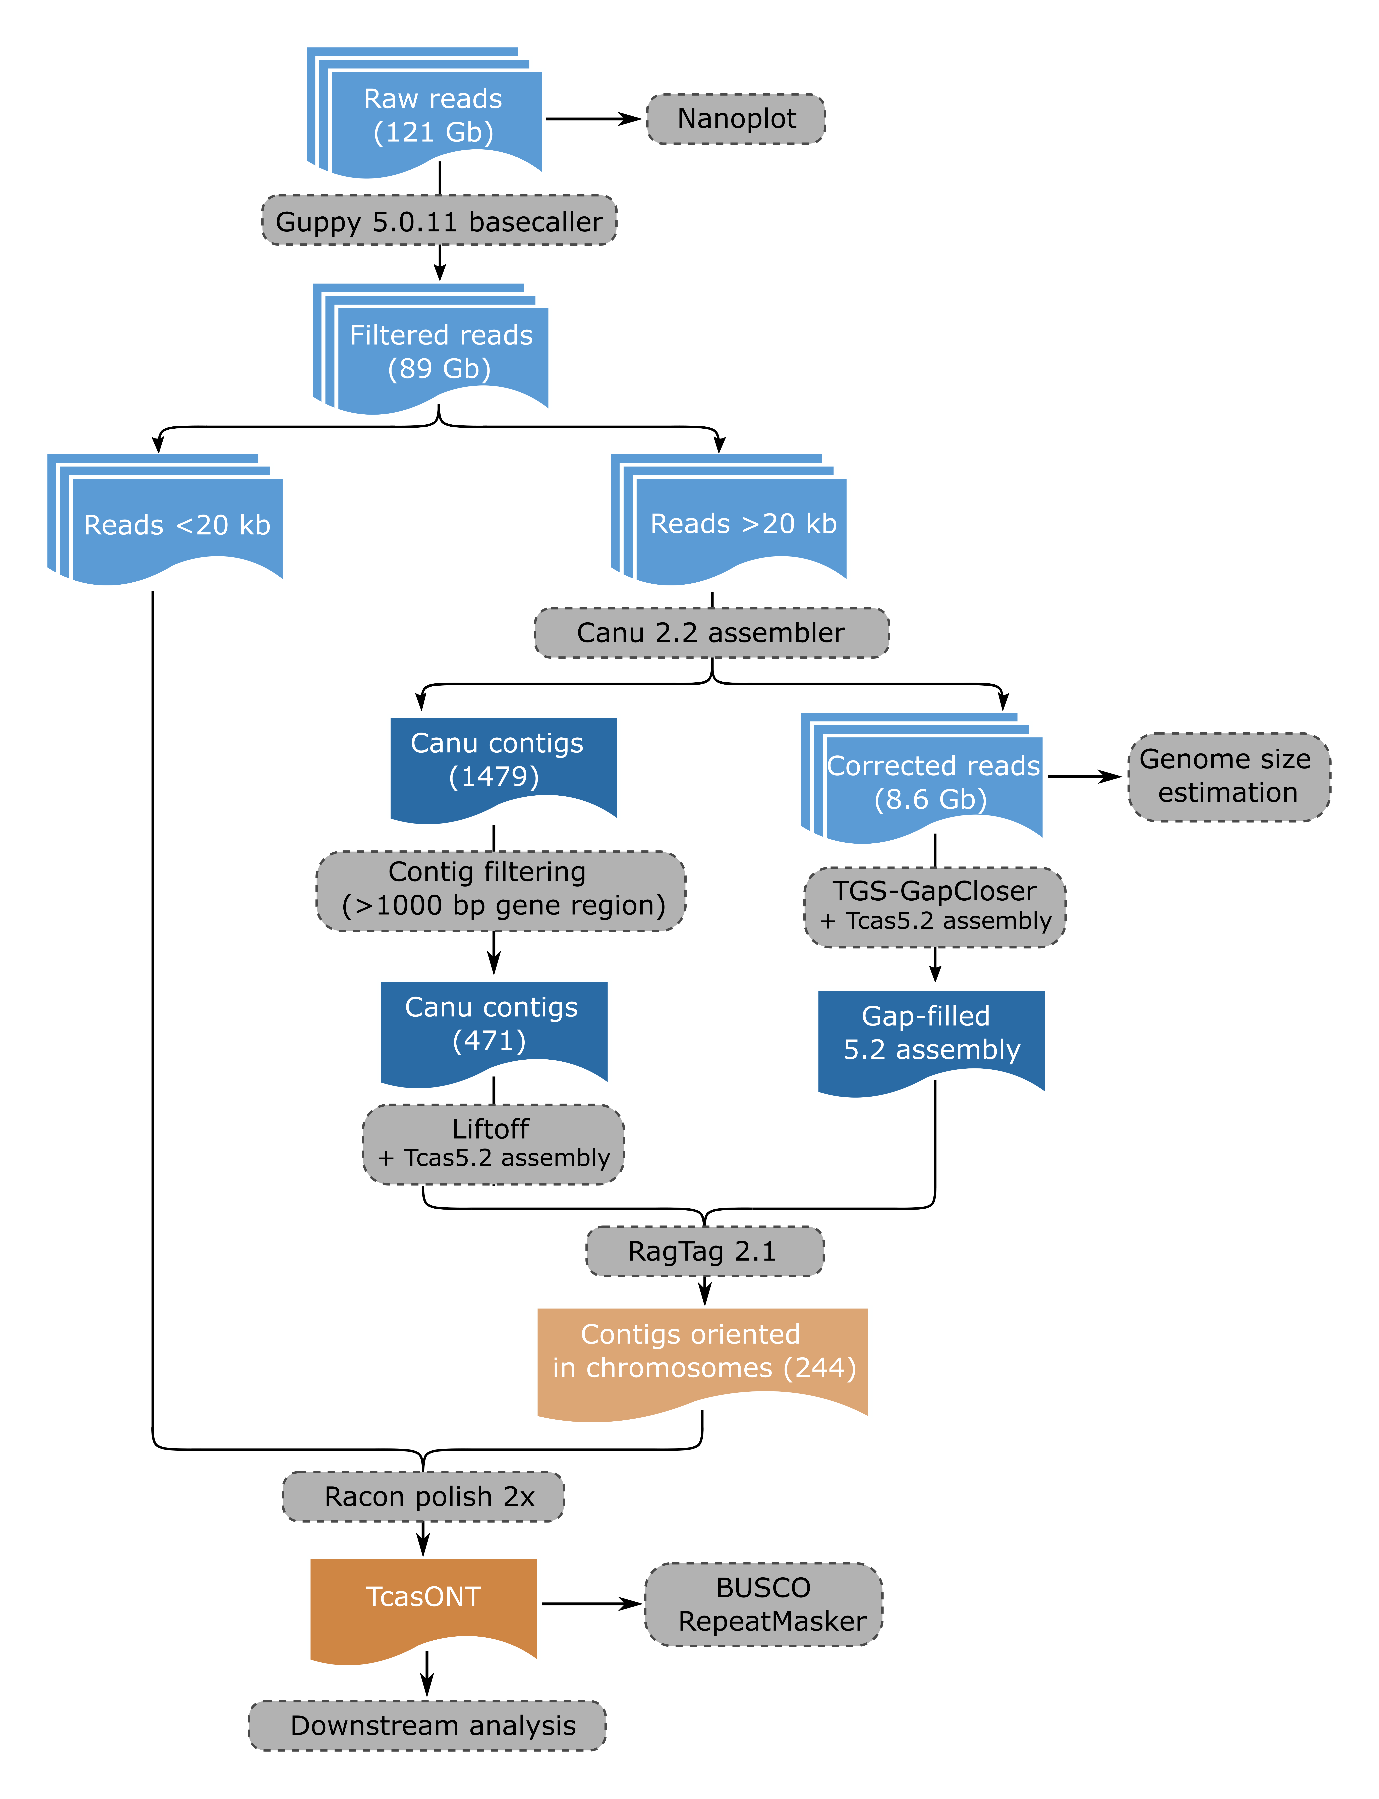 Raw reads
(121 Gb)
Nanoplot
Guppy 5.0.11 basecaller
Filtered reads
(89 Gb)
Reads <20 kb
Reads >20 kb
Canu 2.2 assembler
Canu contigs
(1479)
Corrected reads
(8.6 Gb)
Genome size
estimation
Contig filtering
(>1000 bp gene region)
TGS-GapCloser
+ Tcas5.2 assembly
Canu contigs
(471)
Gap-filled
5.2 assembly
Liftoff
+ Tcas5.2 assembly
RagTag 2.1
Contigs oriented
in chromosomes (244)
Racon polish 2x
TcasONT
BUSCO
RepeatMasker
Downstream analysis